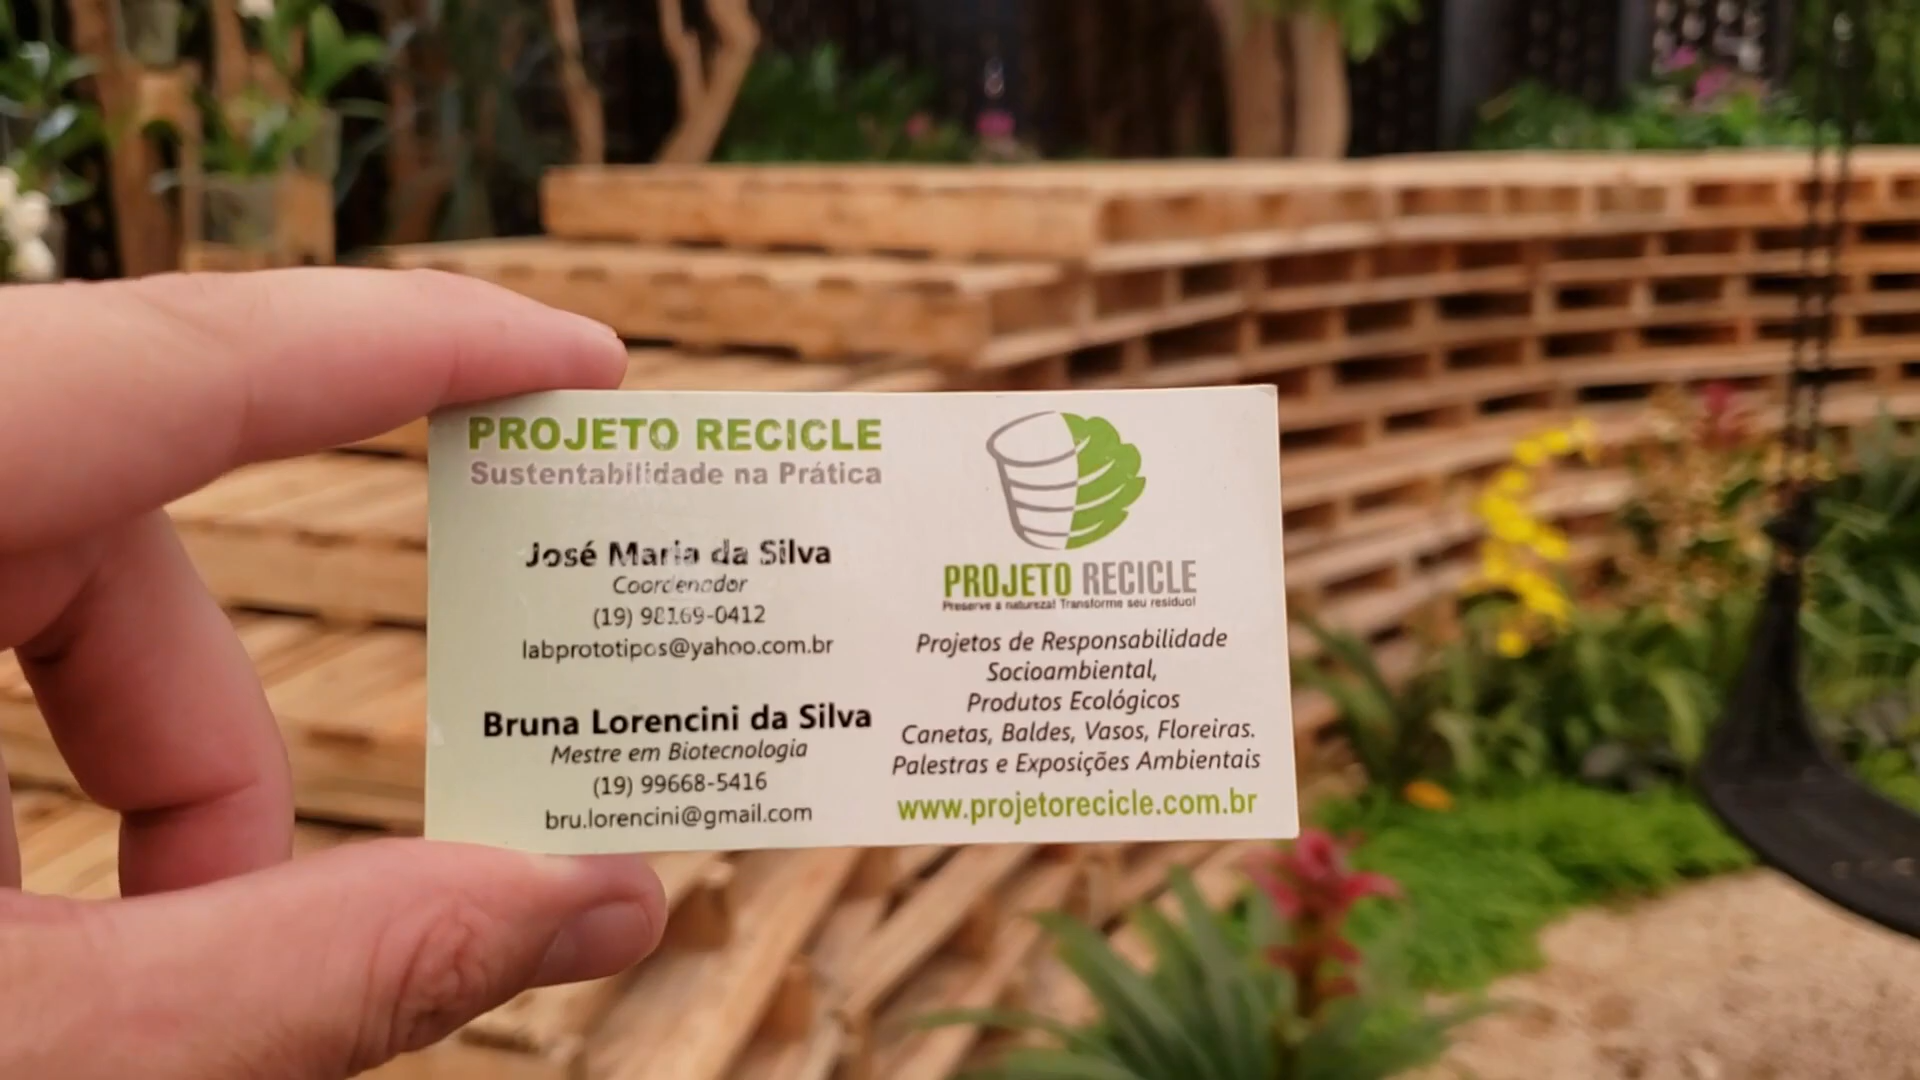 PROJETO RECICLE
Sustentabilidade na Prática
José Maria da Silva
Coordenador
(19) 98169-0412
labprototipos@yahoo.com.br
Bruna Lorencini da Silva
Mestre em Biotecnologia
(19) 99668-5416
bru.lorencini@gmail.com
PROJETO RECICLE
Preserve a natureza! Transforme seu resíduo!
Projetos de Responsabilidade
Socioambiental,
Produtos Ecológicos
Canetas, Baldes, Vasos, Floreiras.
Palestras e Exposições Ambientais
www.projetorecicle.com.br